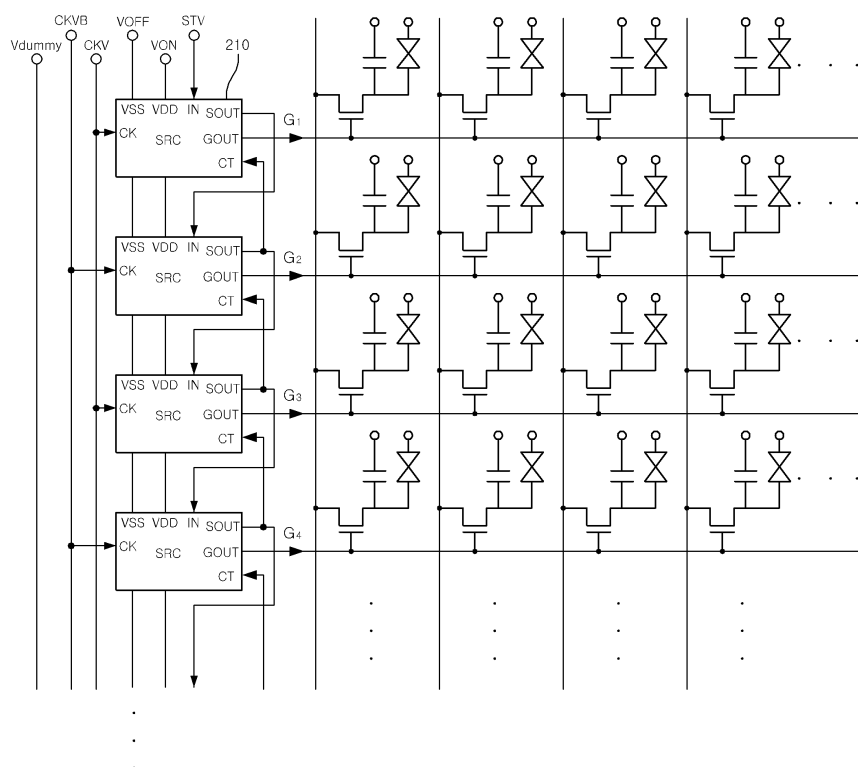 CKVB VOFF STV
Vdummy CKV VON 210
VSS VDD IN SOUT
CK SRC GOUT
CT
G1
VSS VDD IN SOUT
CK SRC GOUT
CT
G2
VSS VDD IN SOUT
CK SRC GOUT
CT
G3
VSS VDD IN SOUT
CK SRC GOUT
CT
G4